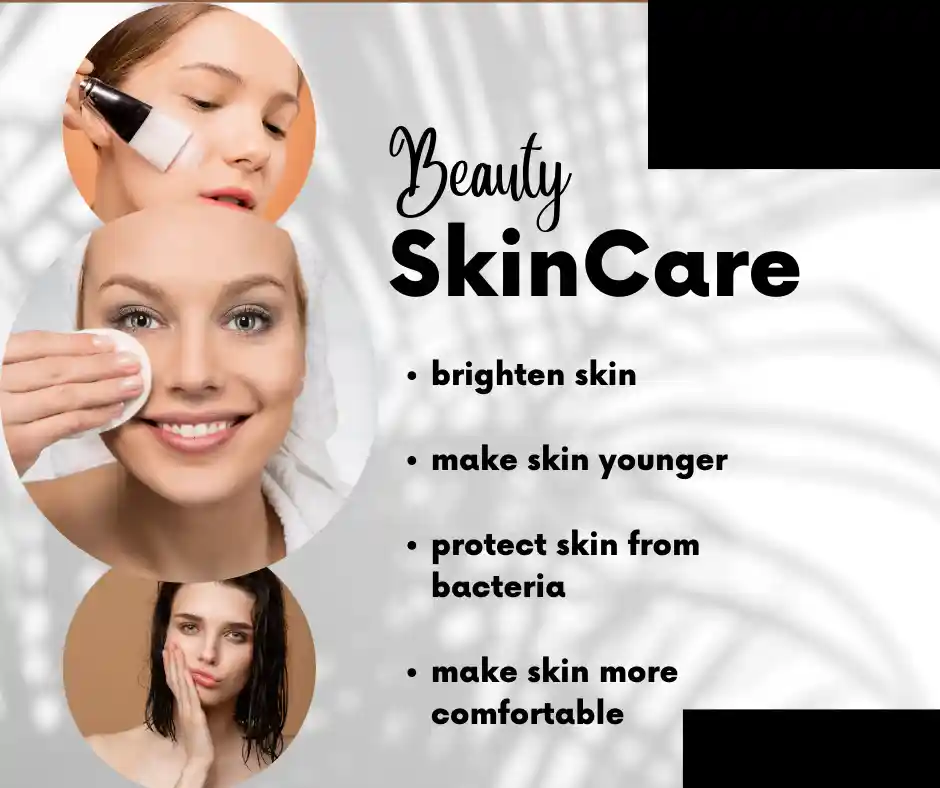 Beauty
SkinCare
• brighten skin
• make skin younger
• protect skin from
bacteria
• make skin more
comfortable